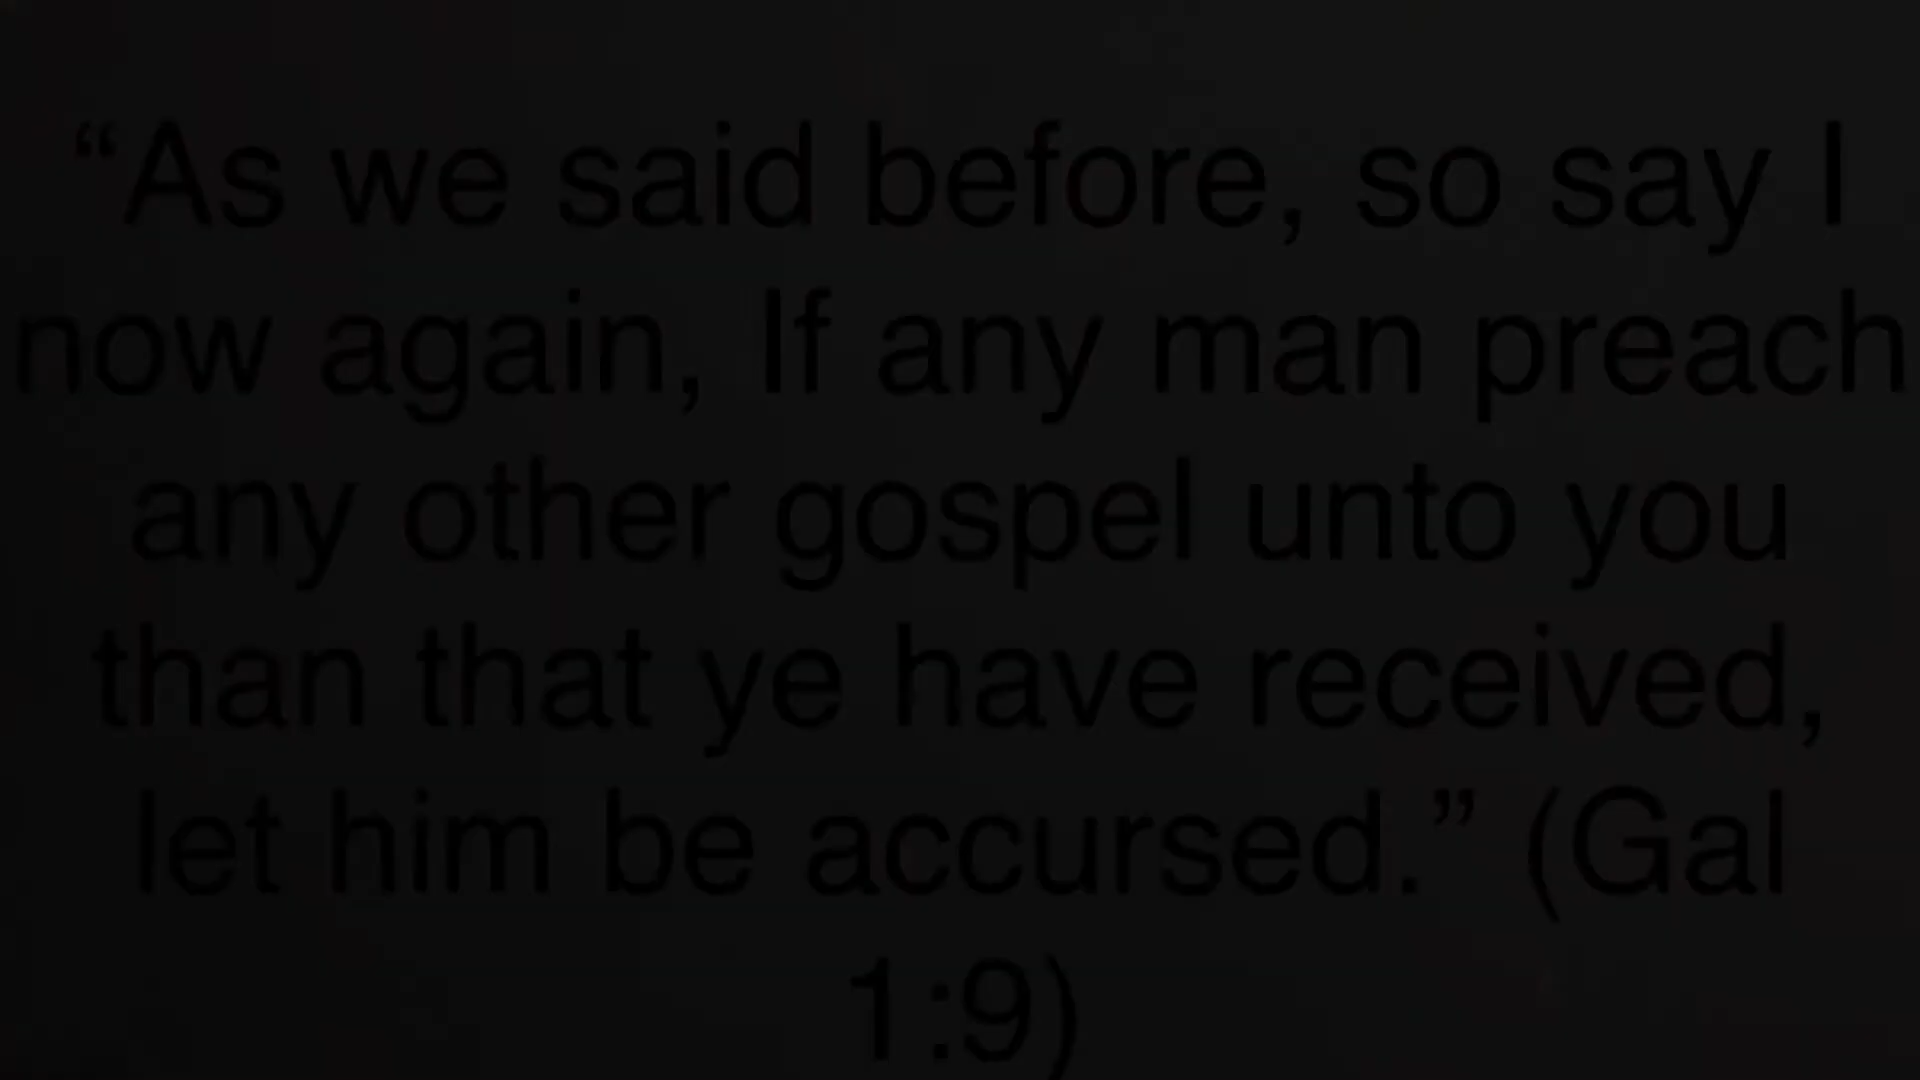 “As we said before, so say I
now again, If any man preach
any other gospel unto you
than that ye have received,
let him be accursed.” (Gal
1:9)